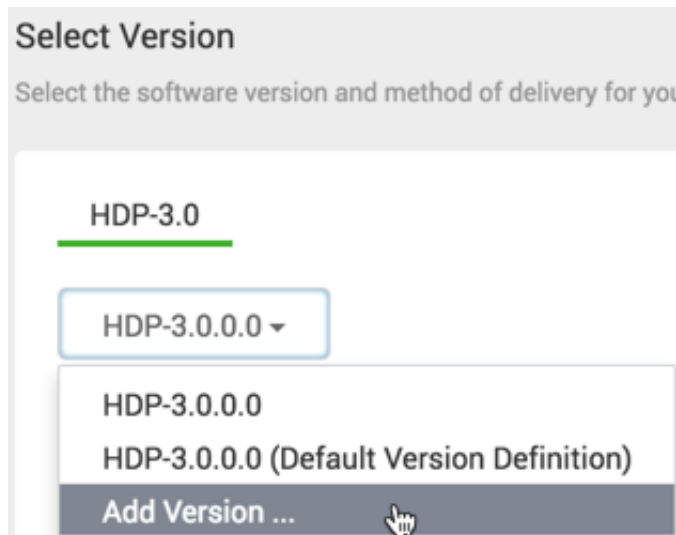 Select Version
Select the software version and method of delivery for
HDP-3.0
HDP-3.0.0.0
HDP-3.0.0.0
HDP-3.0.0.0 (Default Version Definition)
Add Version ...